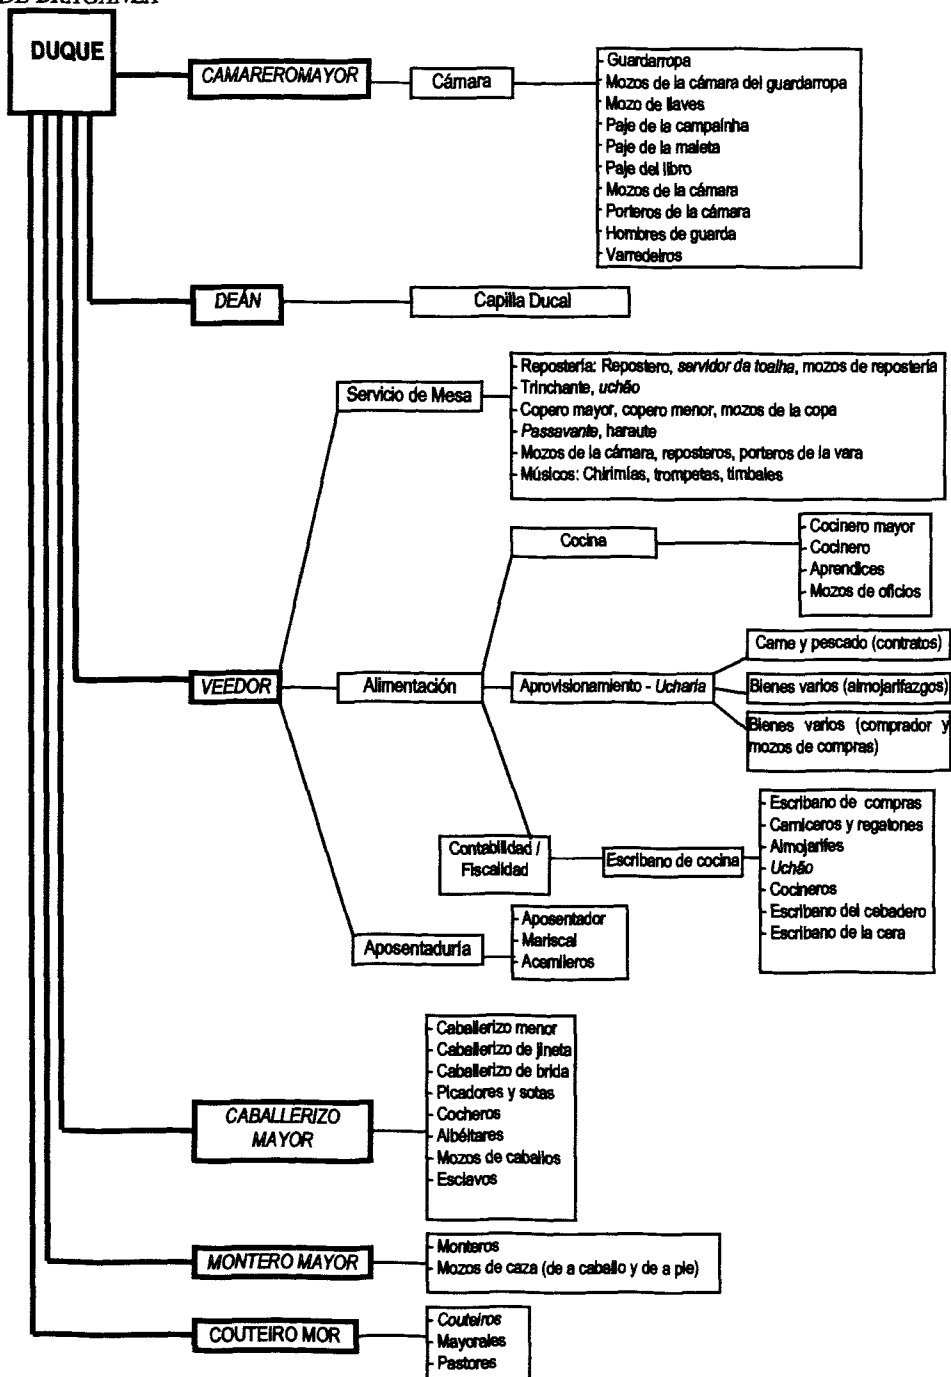 DE BRAGANZA
DUQUE
CAMAREROMAYOR
Cámara
- Guardarropa
- Mozos de la cámara del guardarropa
- Mozo de llaves
- Paje de la campaínha
- Paje de la maleta
- Paje del libro
- Mozos de la cámara
- Porteros de la cámara
- Hombres de guarda
- Varredeiros
DEÁN
Capilla Ducal
Servicio de Mesa
- Repostería: Repostero, servidor da toalha, mozos de repostería
- Trinchante, uchão
- Copero mayor, copero menor, mozos de la copa
- Passavante, haraute
- Mozos de la cámara, reposteros, porteros de la vara
- Músicos: Chirimías, trompetas, timbales
Cocina
- Cocinero mayor
- Cocinero
- Aprendices
- Mozos de oficios
VEEDOR
Alimentación
Aprovisionamiento - Ucharia
Carne y pescado (contratos)
Bienes varios (almojarifazgos)
Bienes varios (comprador y
mozos de compras)
Contabilidad /
Fiscalidad
Escribano de cocina
- Escribano de compras
- Carniceros y regatones
- Almojarifes
- Uchão
- Cocineros
- Escribano del cebadero
- Escribano de la cera
Aposentaduría
- Aposentador
- Mariscal
- Acemileros
CABALLERIZO
MAYOR
- Caballerizo menor
- Caballerizo de jineta
- Caballerizo de brida
- Picadores y sotas
- Cocheros
- Albéitares
- Mozos de caballos
- Esclavos
MONTERO MAYOR
- Monteros
- Mozos de caza (de a caballo y de a pie)
COUTEIRO MOR
- Couteiros
- Mayorales
- Pastores